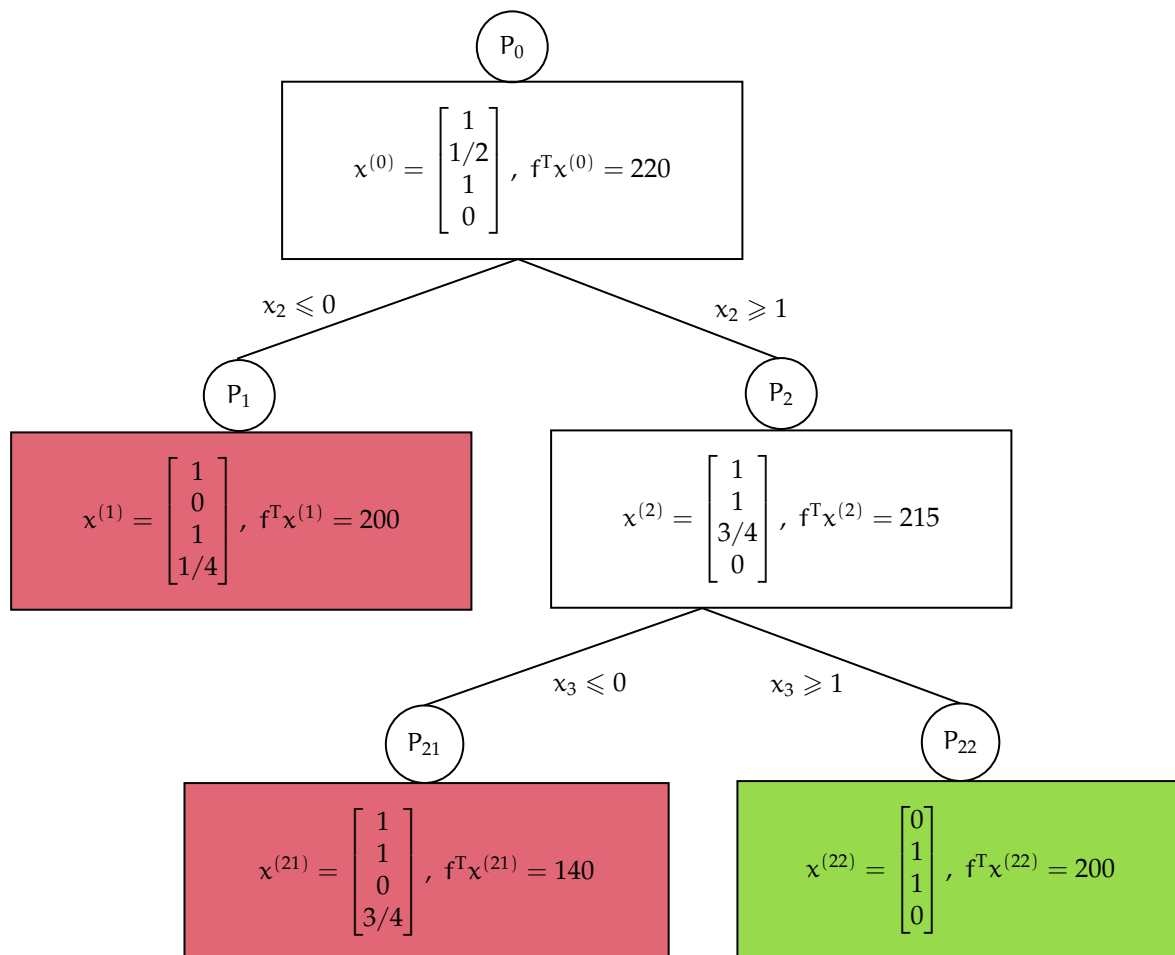 P₀
x⁽⁰⁾ = [1 1/2 1 0] , fᵀx⁽⁰⁾ = 220
x₂ ⩽ 0
x₂ ⩾ 1
P₁
P₂
x⁽¹⁾ = [1 0 1 1/4] , fᵀx⁽¹⁾ = 200
x⁽²⁾ = [1 1 3/4 0] , fᵀx⁽²⁾ = 215
x₃ ⩽ 0
x₃ ⩾ 1
P₂₁
P₂₂
x⁽²¹⁾ = [1 1 0 3/4] , fᵀx⁽²¹⁾ = 140
x⁽²²⁾ = [0 1 1 0] , fᵀx⁽²²⁾ = 200